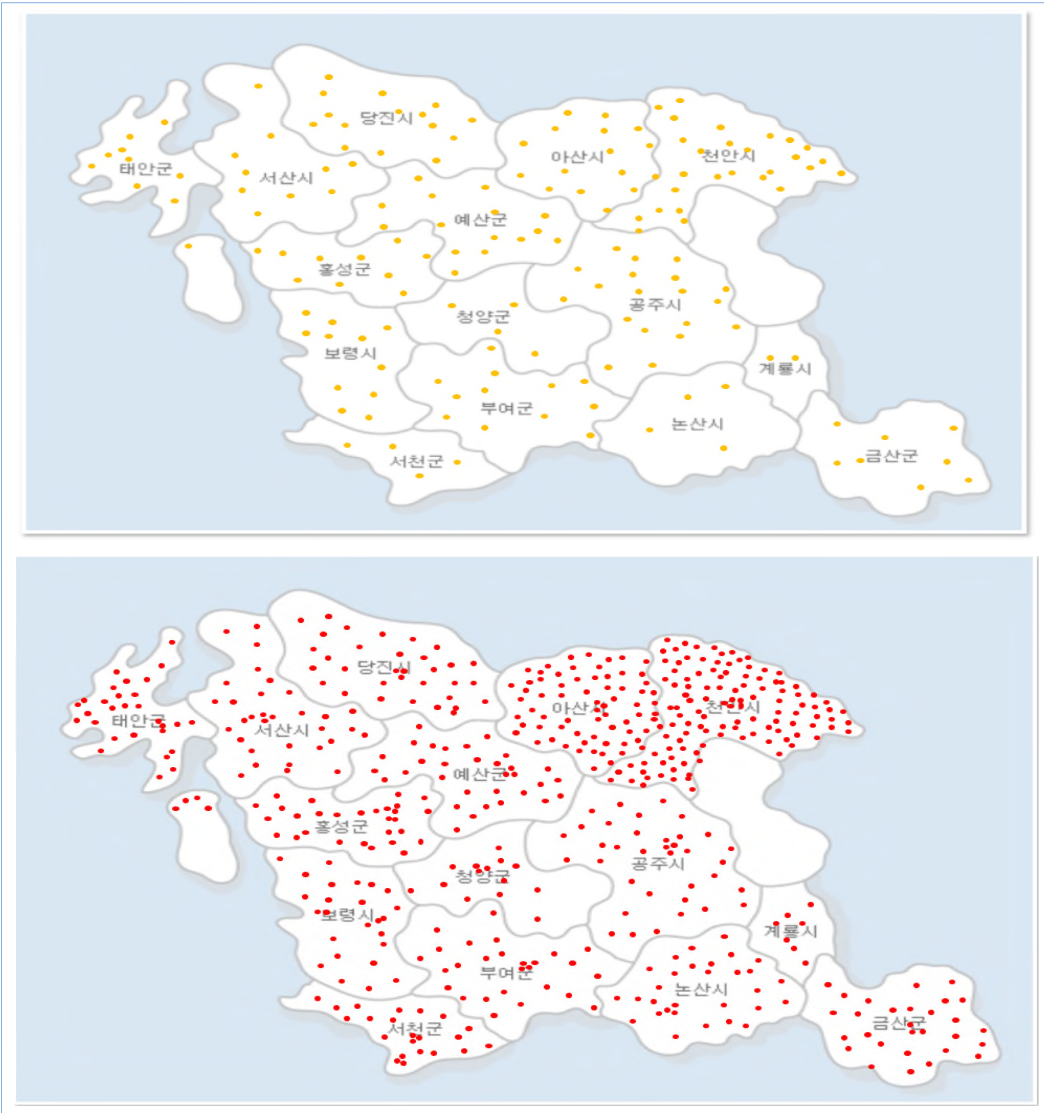 당진시
아산시
천안시
태안군
서산시
예산군
홍성군
공주시
청양군
보령시
계룡시
부여군
논산시
서천군
금산군
당진시
아산시
천안시
태안군
서산시
예산군
홍성군
공주시
청양군
보령시
계룡시
부여군
논산시
서천군
금산군